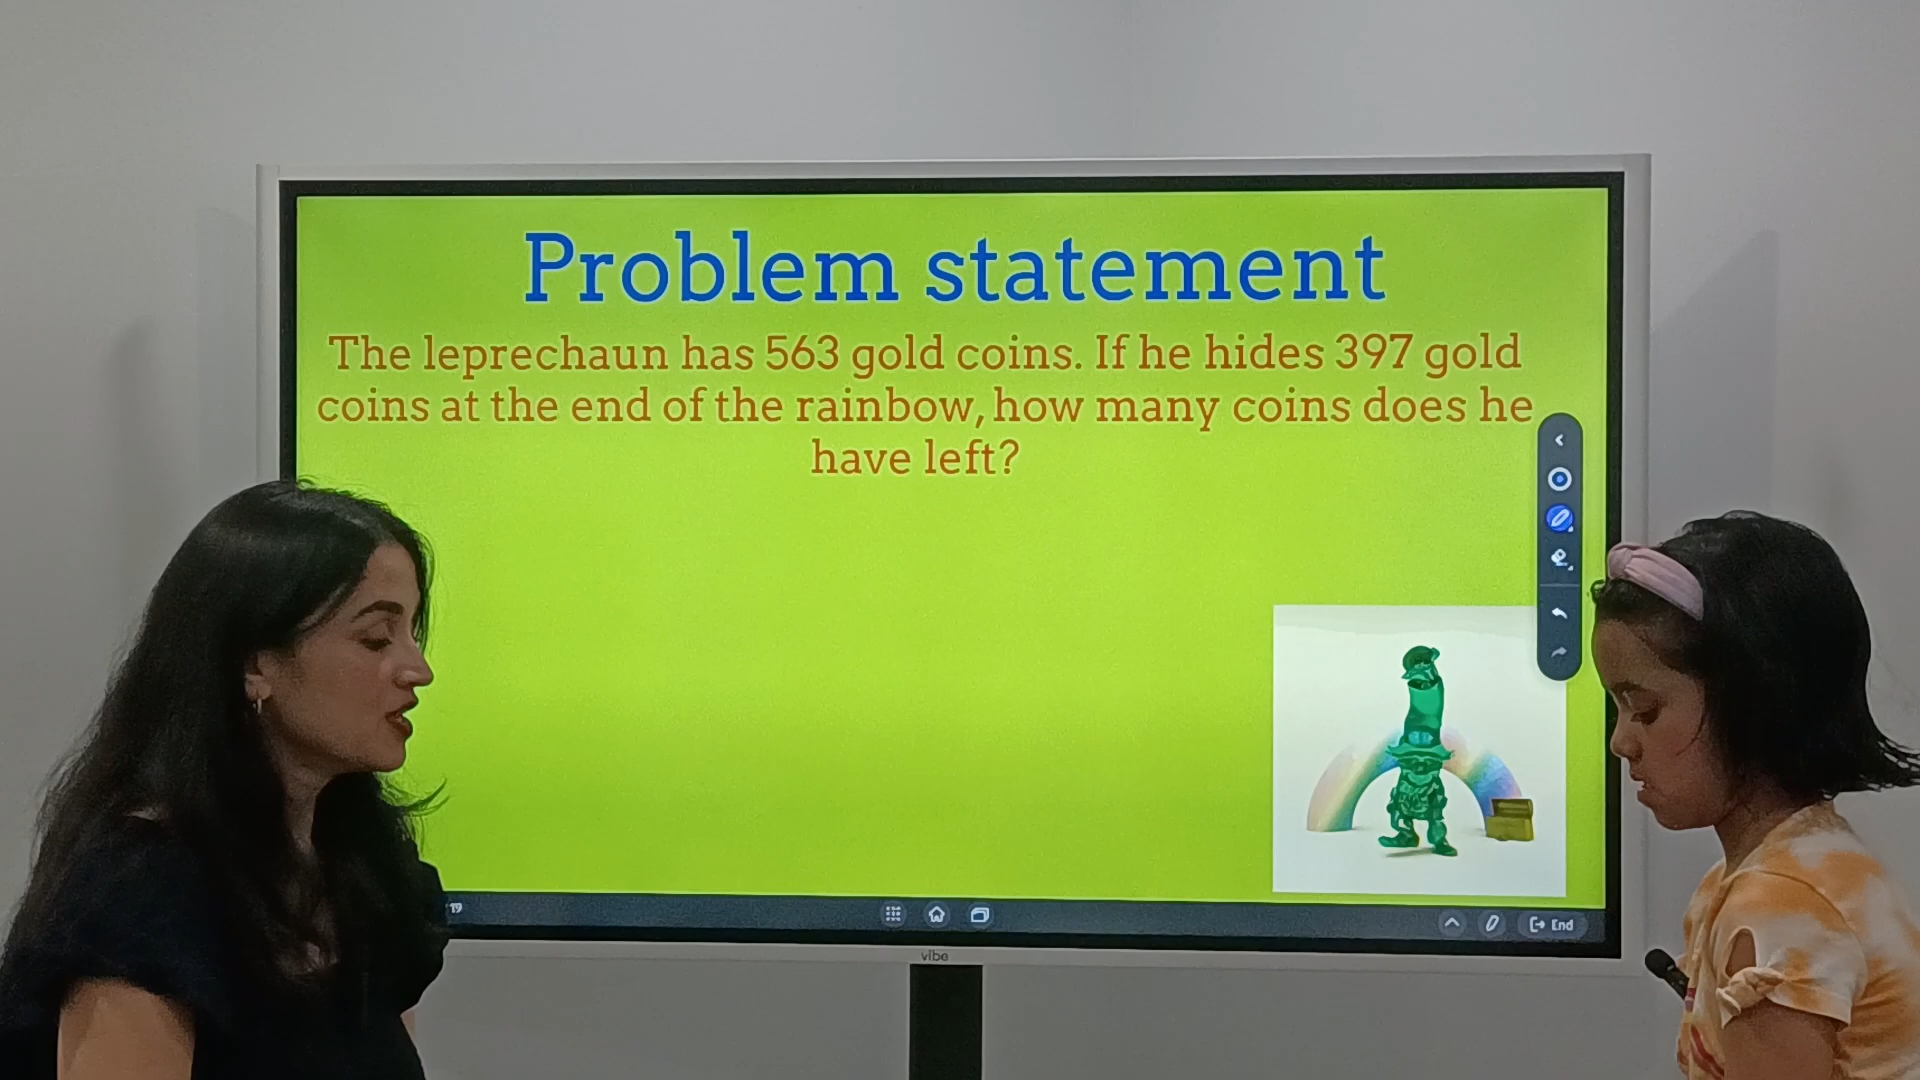 Problem statement
The leprechaun has 563 gold coins. If he hides 397 gold
coins at the end of the rainbow, how many coins does he
have left?
19
End
vibe